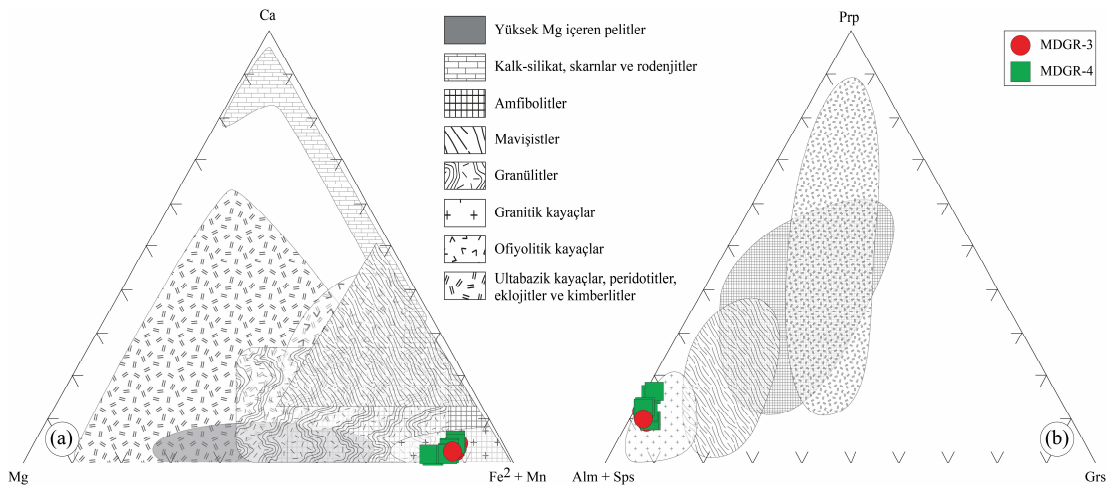 Ca
Mg
Fe2 + Mn
(a)
Yüksek Mg içeren pelitler
Kalk-silikat, skarnlar ve rodenjitler
Amfibolitler
Mavişistler
Granülitler
Granitik kayaçlar
Ofiyolitik kayaçlar
Ultabazik kayaçlar, peridotitler,
eklojitler ve kimberlitler
Prp
Alm + Sps
Grs
(b)
MDGR-3
MDGR-4